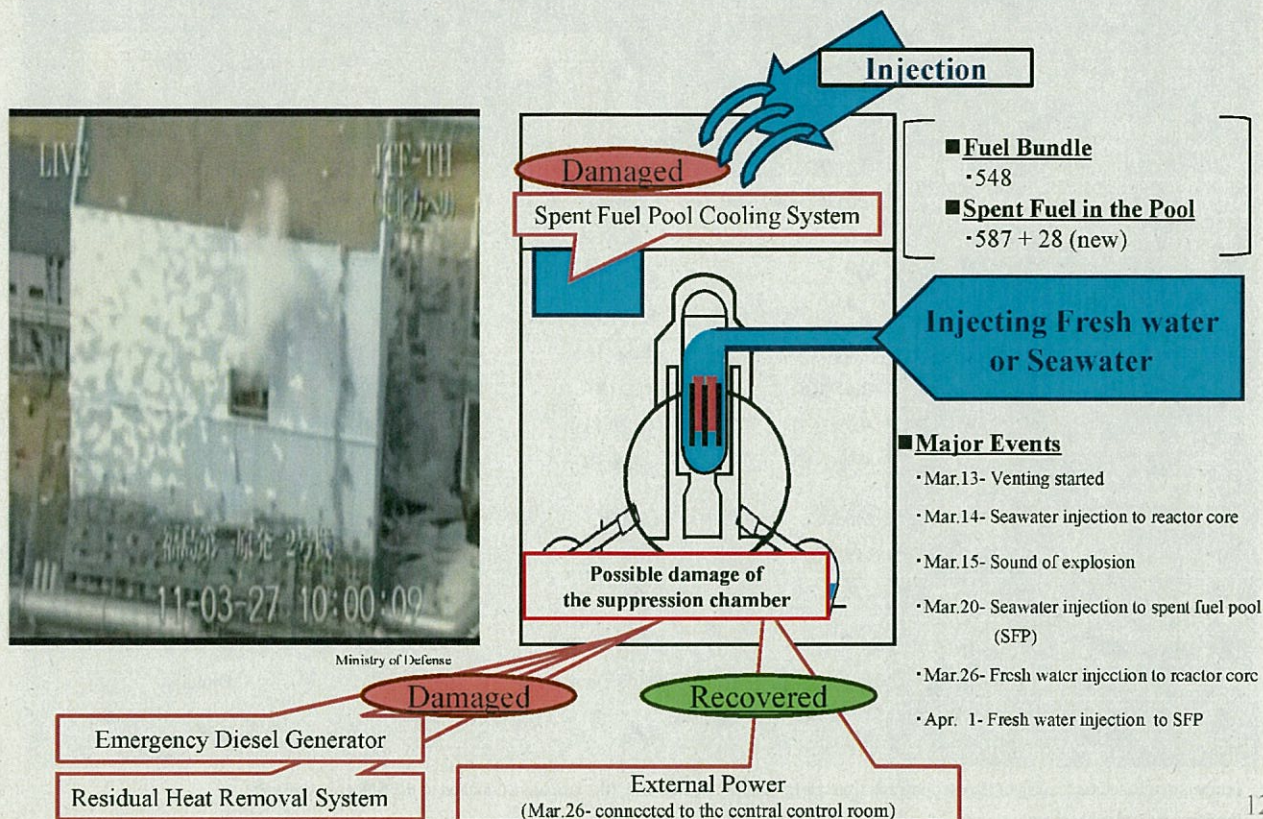 Injection
LIVE
JTF-TH
Damaged
Spent Fuel Pool Cooling System
■Fuel Bundle
・548
■Spent Fuel in the Pool
・587 + 28 (new)
Injecting Fresh water
or Seawater
■Major Events
・Mar.13- Venting started
・Mar.14- Seawater injection to reactor core
・Mar.15- Sound of explosion
・Mar.20- Seawater injection to spent fuel pool
(SFP)
・Mar.26- Fresh water injection to reactor core
・Apr. 1- Fresh water injection to SFP
Possible damage of
the suppression chamber
11-03-27 10:00:09
Ministry of Defense
Damaged
Recovered
Emergency Diesel Generator
Residual Heat Removal System
External Power
(Mar.26- connected to the central control room)
12